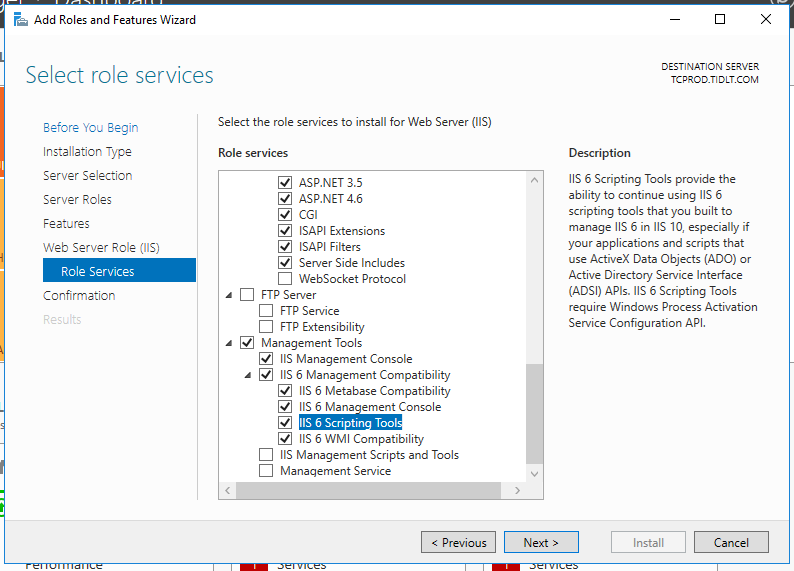 Dashboard
Add Roles and Features Wizard
Select role services
DESTINATION SERVER
TCPROD.TIDLT.COM
Before You Begin
Installation Type
Server Selection
Server Roles
Features
Web Server Role (IIS)
Role Services
Confirmation
Results
Select the role services to install for Web Server (IIS)
Role services
ASP.NET 3.5
ASP.NET 4.6
CGI
ISAPI Extensions
ISAPI Filters
Server Side Includes
WebSocket Protocol
FTP Server
FTP Service
FTP Extensibility
Management Tools
IIS Management Console
IIS 6 Management Compatibility
IIS 6 Metabase Compatibility
IIS 6 Management Console
IIS 6 Scripting Tools
IIS 6 WMI Compatibility
IIS Management Scripts and Tools
Management Service
Description
IIS 6 Scripting Tools provide the
ability to continue using IIS 6
scripting tools that you built to
manage IIS 6 in IIS 10, especially if
your applications and scripts that
use ActiveX Data Objects (ADO) or
Active Directory Service Interface
(ADSI) APIs. IIS 6 Scripting Tools
require Windows Process Activation
Service Configuration API.
< Previous
Next >
Install
Cancel
Performance
Services
Services